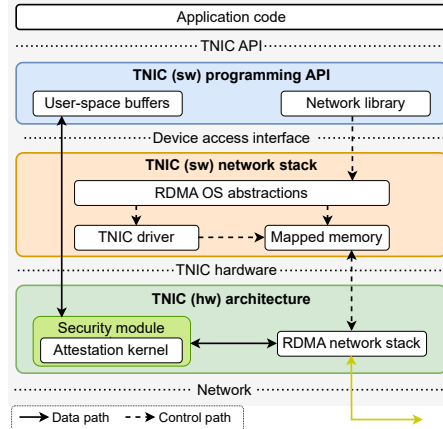 Application code
TNIC API
TNIC (sw) programming API
User-space buffers
Network library
Device access interface
TNIC (sw) network stack
RDMA OS abstractions
TNIC driver
Mapped memory
TNIC hardware
TNIC (hw) architecture
Security module
Attestation kernel
RDMA network stack
Network
Data path
Control path